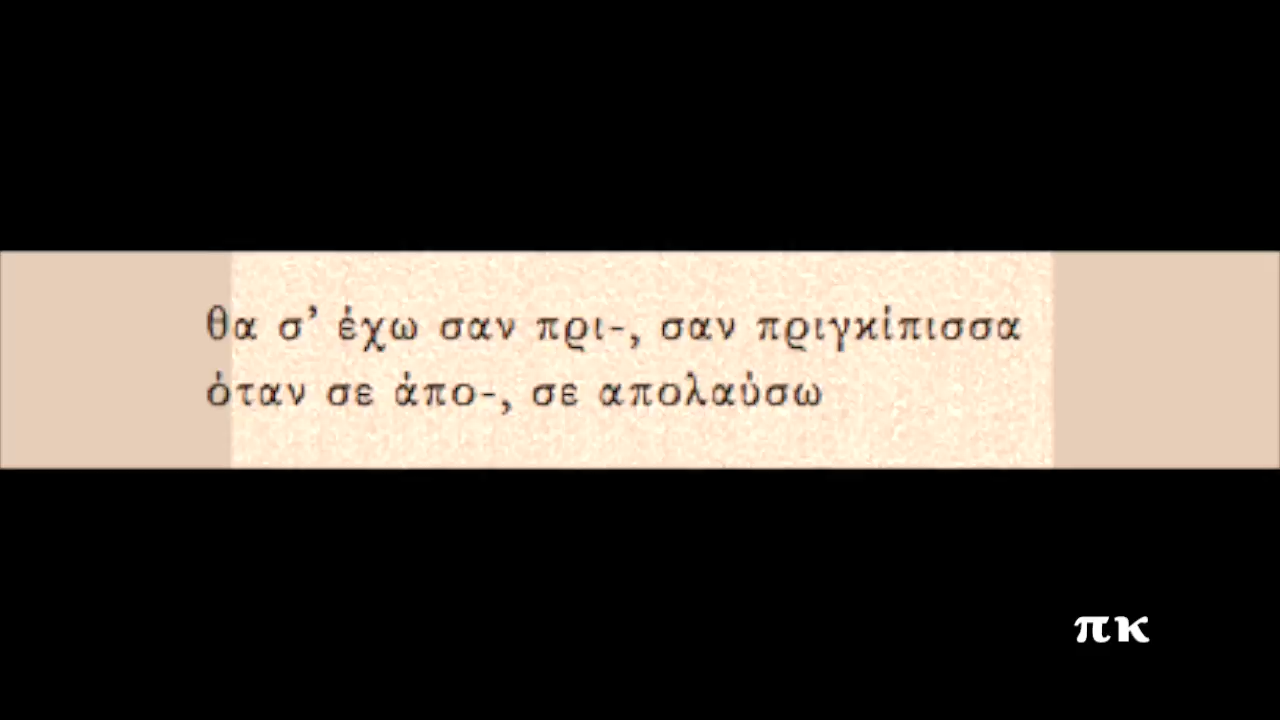 θα σ’ έχω σαν πρι-, σαν πριγκίπισσα
όταν σε άπο-, σε απολαύσω
πκ